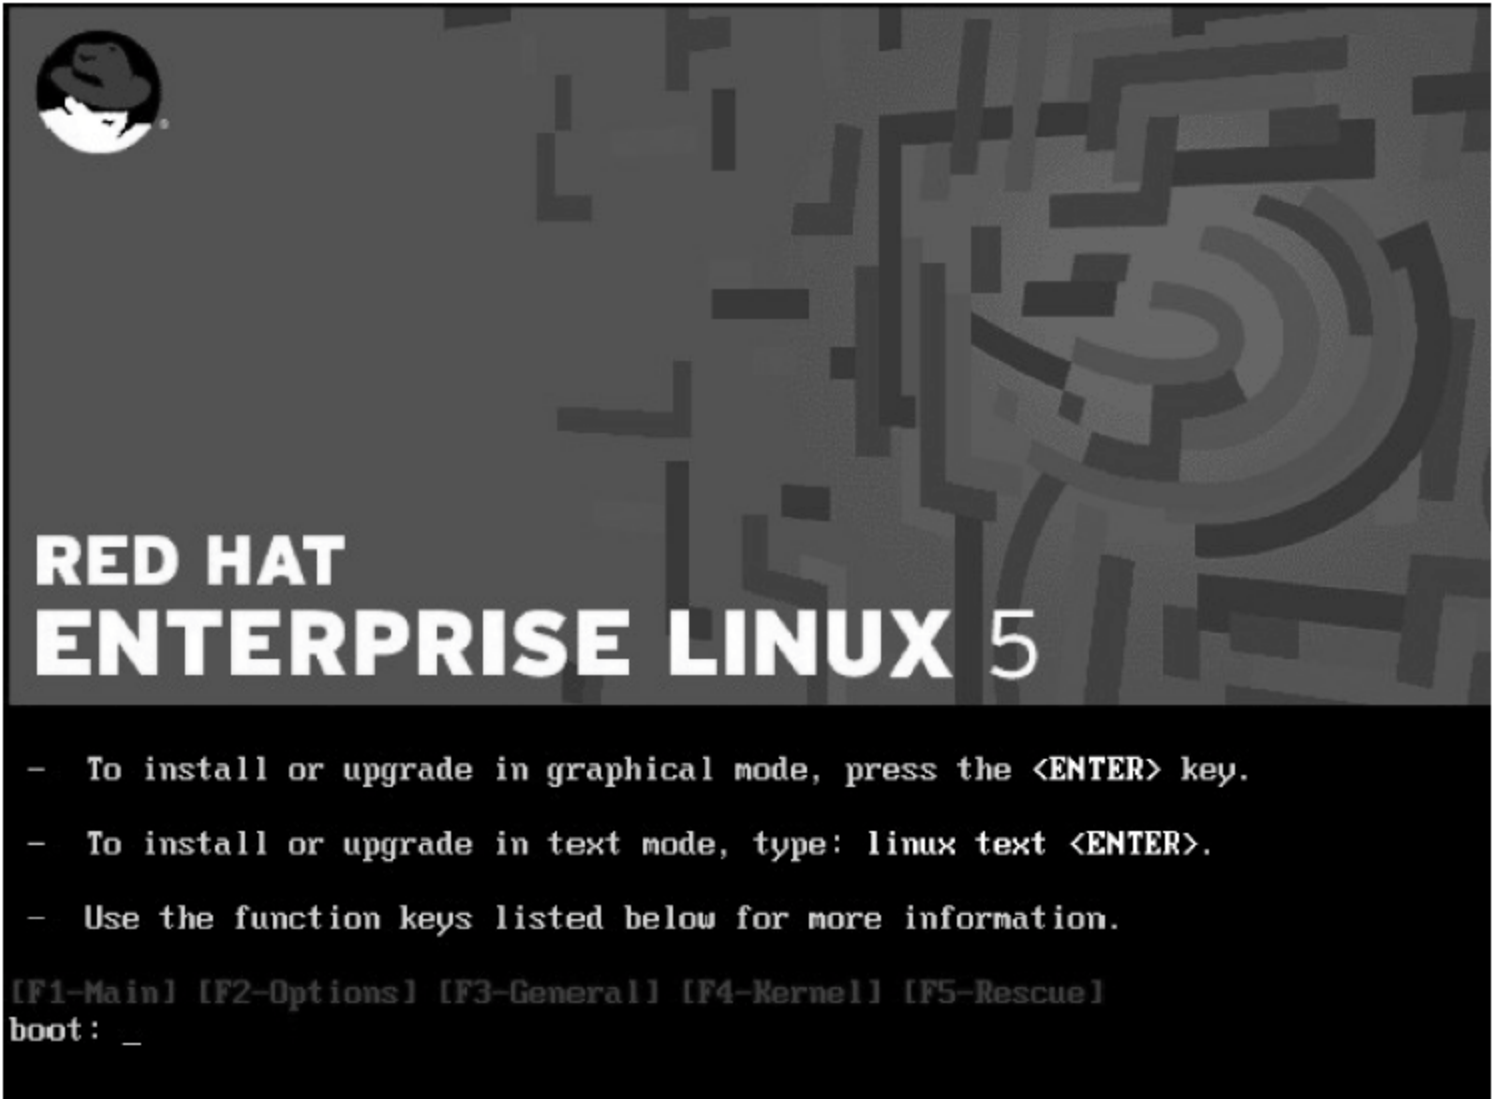 RED HAT
ENTERPRISE LINUX 5
- To install or upgrade in graphical mode, press the <ENTER> key.
- To install or upgrade in text mode, type: linux text <ENTER>.
- Use the function keys listed below for more information.
[F1-Main] [F2-Options] [F3-General] [F4-Kernel] [F5-Rescue]
boot: _